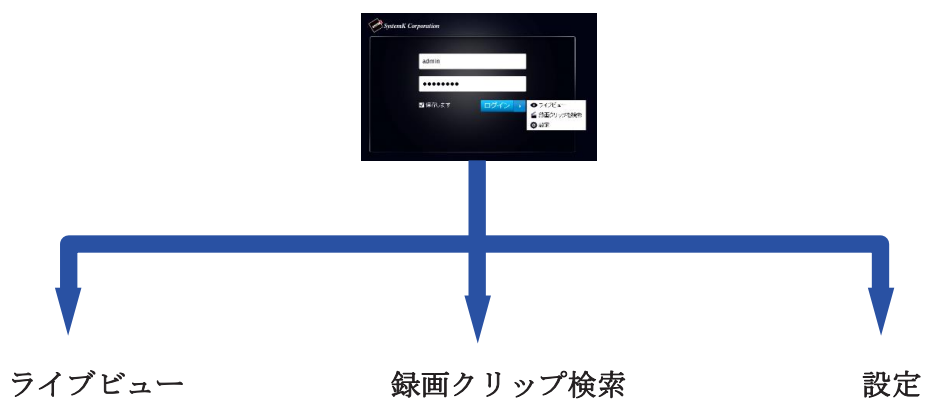 SystemK Corporation
admin
●●●●●●●●
保存します
ログイン
ライブビュー
録画クリップを検索
設定
ライブビュー
録画クリップ検索
設定